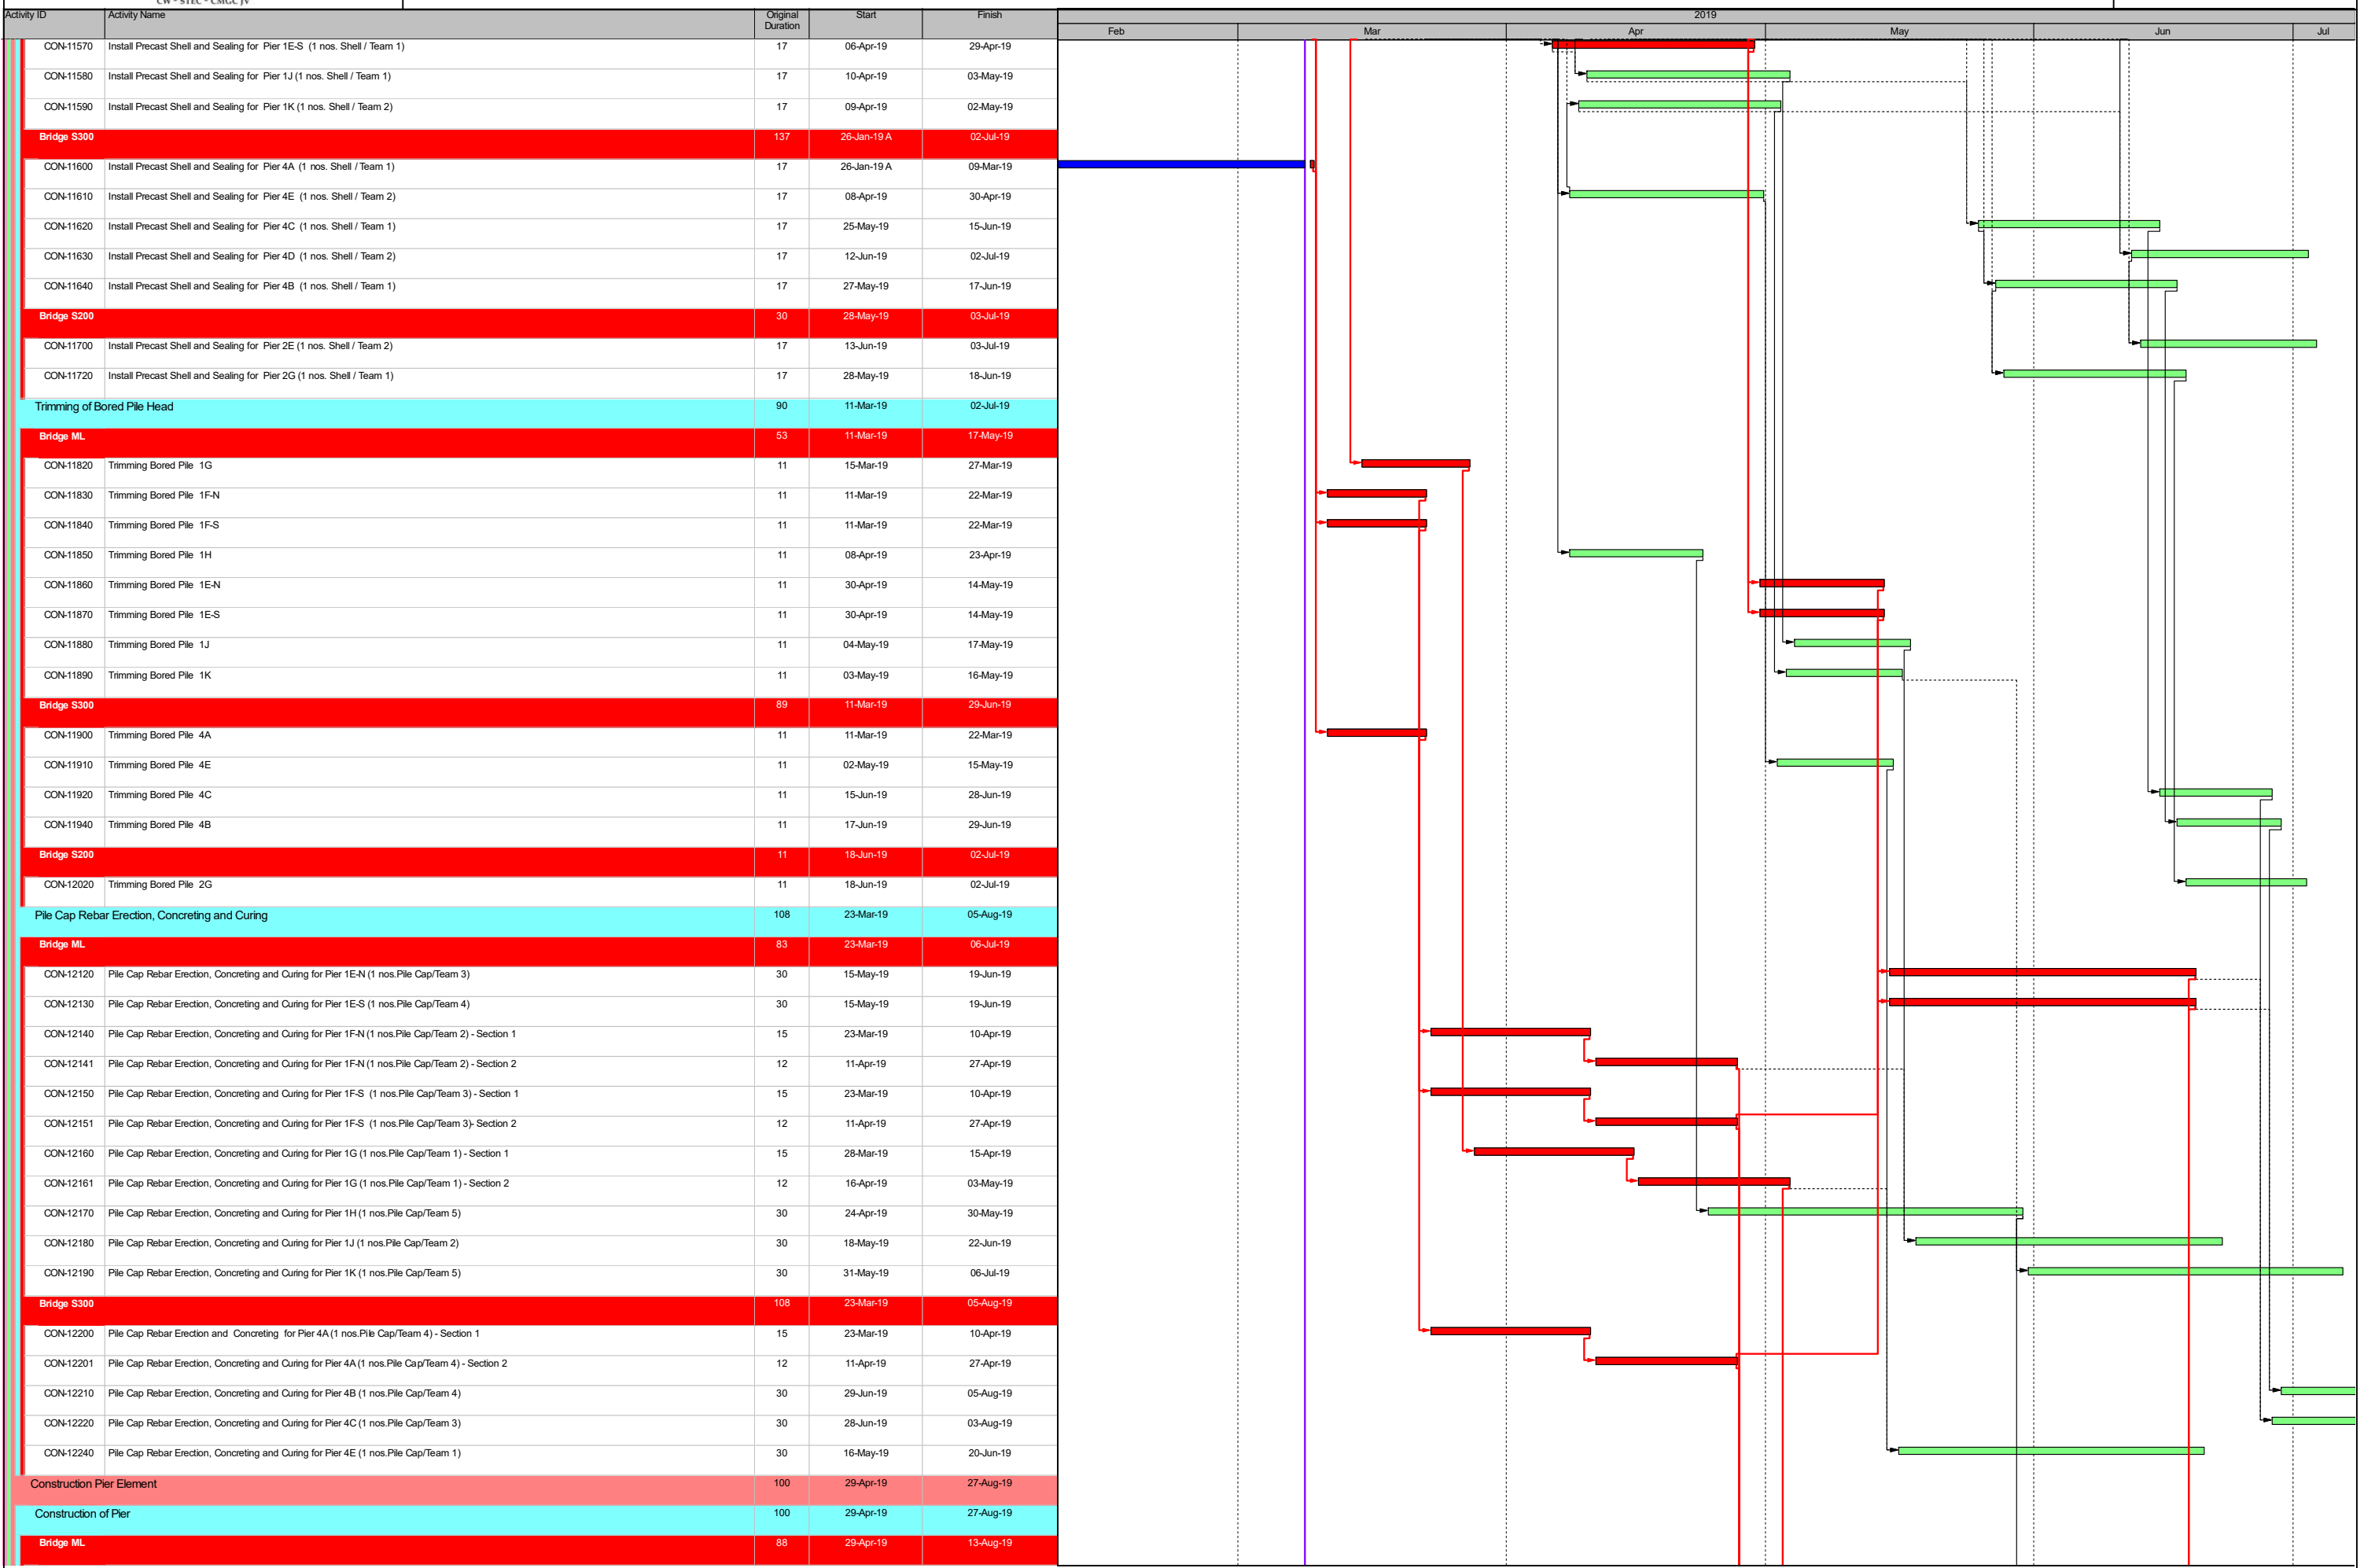 CW - STEC - CMGC JV
Activity ID Activity Name Original Duration Start Finish 2019
Feb Mar Apr May Jun Jul
CON-11570 Install Precast Shell and Sealing for Pier 1E-S (1 nos. Shell / Team 1) 17 06-Apr-19 29-Apr-19
CON-11580 Install Precast Shell and Sealing for Pier 1J (1 nos. Shell / Team 1) 17 10-Apr-19 03-May-19
CON-11590 Install Precast Shell and Sealing for Pier 1K (1 nos. Shell / Team 2) 17 09-Apr-19 02-May-19
Bridge S300 137 26-Jan-19 A 02-Jul-19
CON-11600 Install Precast Shell and Sealing for Pier 4A (1 nos. Shell / Team 1) 17 26-Jan-19 A 09-Mar-19
CON-11610 Install Precast Shell and Sealing for Pier 4E (1 nos. Shell / Team 2) 17 08-Apr-19 30-Apr-19
CON-11620 Install Precast Shell and Sealing for Pier 4C (1 nos. Shell / Team 1) 17 25-May-19 15-Jun-19
CON-11630 Install Precast Shell and Sealing for Pier 4D (1 nos. Shell / Team 2) 17 12-Jun-19 02-Jul-19
CON-11640 Install Precast Shell and Sealing for Pier 4B (1 nos. Shell / Team 1) 17 27-May-19 17-Jun-19
Bridge S200 30 28-May-19 03-Jul-19
CON-11700 Install Precast Shell and Sealing for Pier 2E (1 nos. Shell / Team 2) 17 13-Jun-19 03-Jul-19
CON-11720 Install Precast Shell and Sealing for Pier 2G (1 nos. Shell / Team 1) 17 28-May-19 18-Jun-19
Trimming of Bored Pile Head 90 11-Mar-19 02-Jul-19
Bridge ML 53 11-Mar-19 17-May-19
CON-11820 Trimming Bored Pile 1G 11 15-Mar-19 27-Mar-19
CON-11830 Trimming Bored Pile 1F-N 11 11-Mar-19 22-Mar-19
CON-11840 Trimming Bored Pile 1F-S 11 11-Mar-19 22-Mar-19
CON-11850 Trimming Bored Pile 1H 11 08-Apr-19 23-Apr-19
CON-11860 Trimming Bored Pile 1E-N 11 30-Apr-19 14-May-19
CON-11870 Trimming Bored Pile 1E-S 11 30-Apr-19 14-May-19
CON-11880 Trimming Bored Pile 1J 11 04-May-19 17-May-19
CON-11890 Trimming Bored Pile 1K 11 03-May-19 16-May-19
Bridge S300 89 11-Mar-19 29-Jun-19
CON-11900 Trimming Bored Pile 4A 11 11-Mar-19 22-Mar-19
CON-11910 Trimming Bored Pile 4E 11 02-May-19 15-May-19
CON-11920 Trimming Bored Pile 4C 11 15-Jun-19 28-Jun-19
CON-11940 Trimming Bored Pile 4B 11 17-Jun-19 29-Jun-19
Bridge S200 11 18-Jun-19 02-Jul-19
CON-12020 Trimming Bored Pile 2G 11 18-Jun-19 02-Jul-19
Pile Cap Rebar Erection, Concreting and Curing 108 23-Mar-19 05-Aug-19
Bridge ML 83 23-Mar-19 06-Jul-19
CON-12120 Pile Cap Rebar Erection, Concreting and Curing for Pier 1E-N (1 nos.Pile Cap/Team 3) 30 15-May-19 19-Jun-19
CON-12130 Pile Cap Rebar Erection, Concreting and Curing for Pier 1E-S (1 nos.Pile Cap/Team 4) 30 15-May-19 19-Jun-19
CON-12140 Pile Cap Rebar Erection, Concreting and Curing for Pier 1F-N (1 nos.Pile Cap/Team 2) - Section 1 15 23-Mar-19 10-Apr-19
CON-12141 Pile Cap Rebar Erection, Concreting and Curing for Pier 1F-N (1 nos.Pile Cap/Team 2) - Section 2 12 11-Apr-19 27-Apr-19
CON-12150 Pile Cap Rebar Erection, Concreting and Curing for Pier 1F-S (1 nos.Pile Cap/Team 3) - Section 1 15 23-Mar-19 10-Apr-19
CON-12151 Pile Cap Rebar Erection, Concreting and Curing for Pier 1F-S (1 nos.Pile Cap/Team 3)- Section 2 12 11-Apr-19 27-Apr-19
CON-12160 Pile Cap Rebar Erection, Concreting and Curing for Pier 1G (1 nos.Pile Cap/Team 1) - Section 1 15 28-Mar-19 15-Apr-19
CON-12161 Pile Cap Rebar Erection, Concreting and Curing for Pier 1G (1 nos.Pile Cap/Team 1) - Section 2 12 16-Apr-19 03-May-19
CON-12170 Pile Cap Rebar Erection, Concreting and Curing for Pier 1H (1 nos.Pile Cap/Team 5) 30 24-Apr-19 30-May-19
CON-12180 Pile Cap Rebar Erection, Concreting and Curing for Pier 1J (1 nos.Pile Cap/Team 2) 30 18-May-19 22-Jun-19
CON-12190 Pile Cap Rebar Erection, Concreting and Curing for Pier 1K (1 nos.Pile Cap/Team 5) 30 31-May-19 06-Jul-19
Bridge S300 108 23-Mar-19 05-Aug-19
CON-12200 Pile Cap Rebar Erection and Concreting for Pier 4A (1 nos.Pile Cap/Team 4) - Section 1 15 23-Mar-19 10-Apr-19
CON-12201 Pile Cap Rebar Erection, Concreting and Curing for Pier 4A (1 nos.Pile Cap/Team 4) - Section 2 12 11-Apr-19 27-Apr-19
CON-12210 Pile Cap Rebar Erection, Concreting and Curing for Pier 4B (1 nos.Pile Cap/Team 4) 30 29-Jun-19 05-Aug-19
CON-12220 Pile Cap Rebar Erection, Concreting and Curing for Pier 4C (1 nos.Pile Cap/Team 3) 30 28-Jun-19 03-Aug-19
CON-12240 Pile Cap Rebar Erection, Concreting and Curing for Pier 4E (1 nos.Pile Cap/Team 1) 30 16-May-19 20-Jun-19
Construction Pier Element 100 29-Apr-19 27-Aug-19
Construction of Pier 100 29-Apr-19 27-Aug-19
Bridge ML 88 29-Apr-19 13-Aug-19